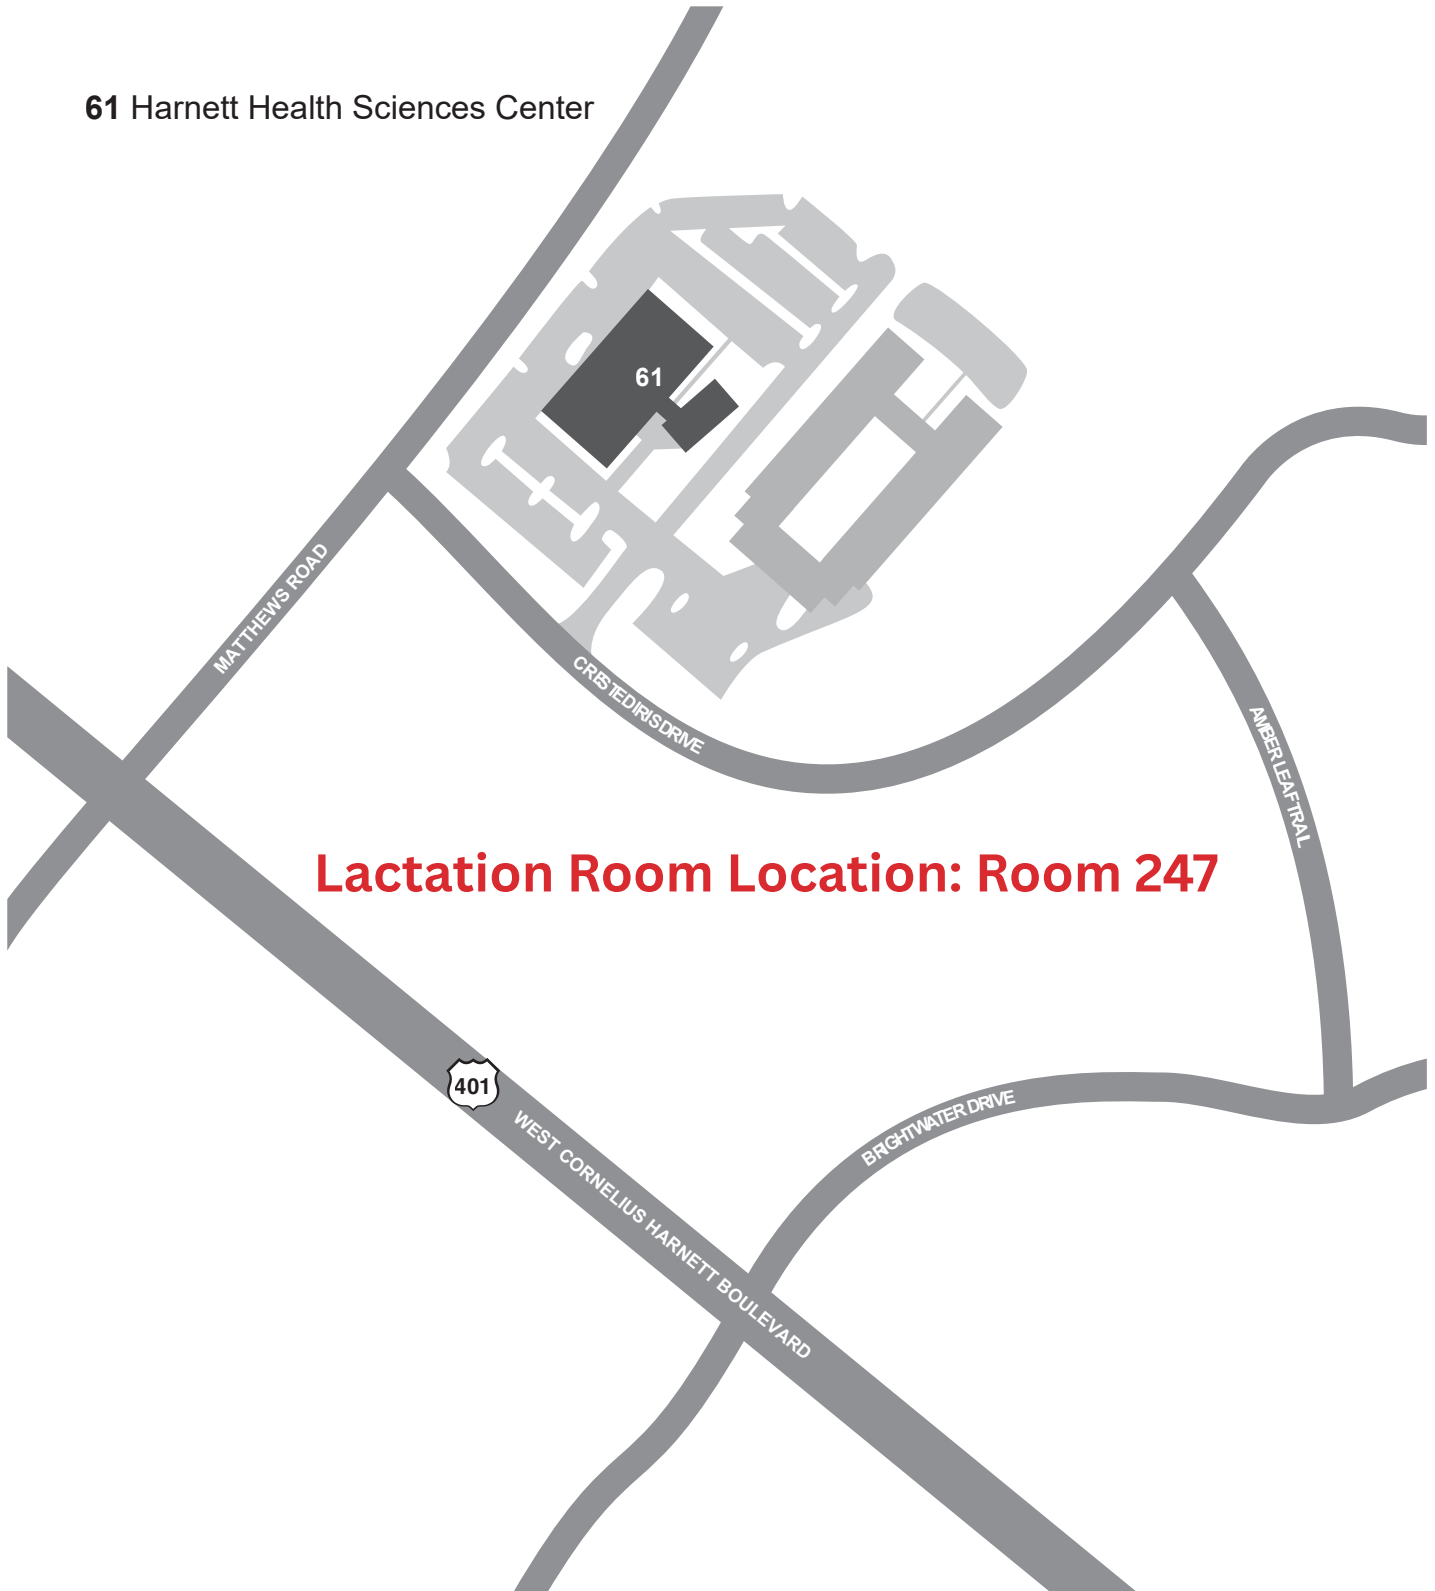 61 Harnett Health Sciences Center
61
MATTHEWS ROAD
CRESTED IRIS DRIVE
AMBER LEAF TRAIL
Lactation Room Location: Room 247
401
WEST CORNELIUS HARNETT BOULEVARD
BRIGHTWATER DRIVE